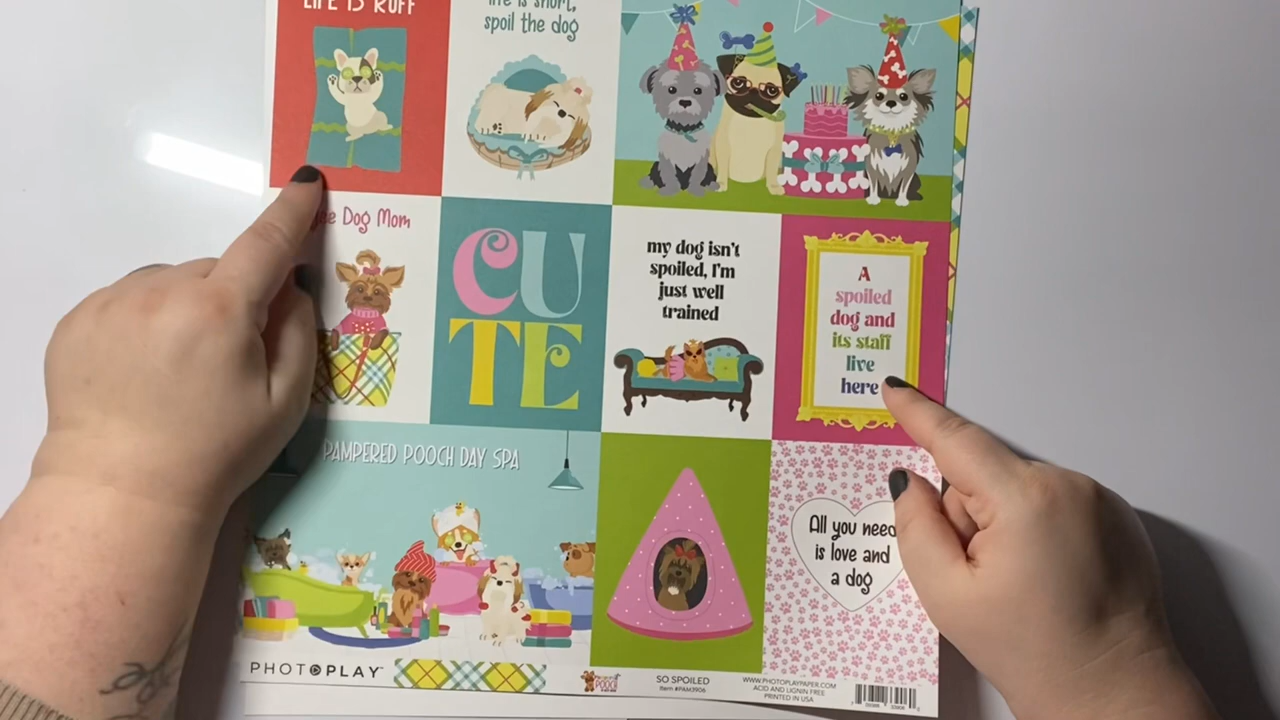 LIFE IS RUFF
life is short,
spoil the dog
Dog Mom
CU
TE
my dog isn't
spoiled, I'm
just well
trained
A
spoiled
dog and
its staff
live
here
PAMPERED POOCH DAY SPA
All you need
is love and
a dog
PHOTOPLAY
SO SPOILED
Item #PAM3906
WWW.PHOTOPLAYPAPER.COM
ACID AND LIGNIN FREE
PRINTED IN USA